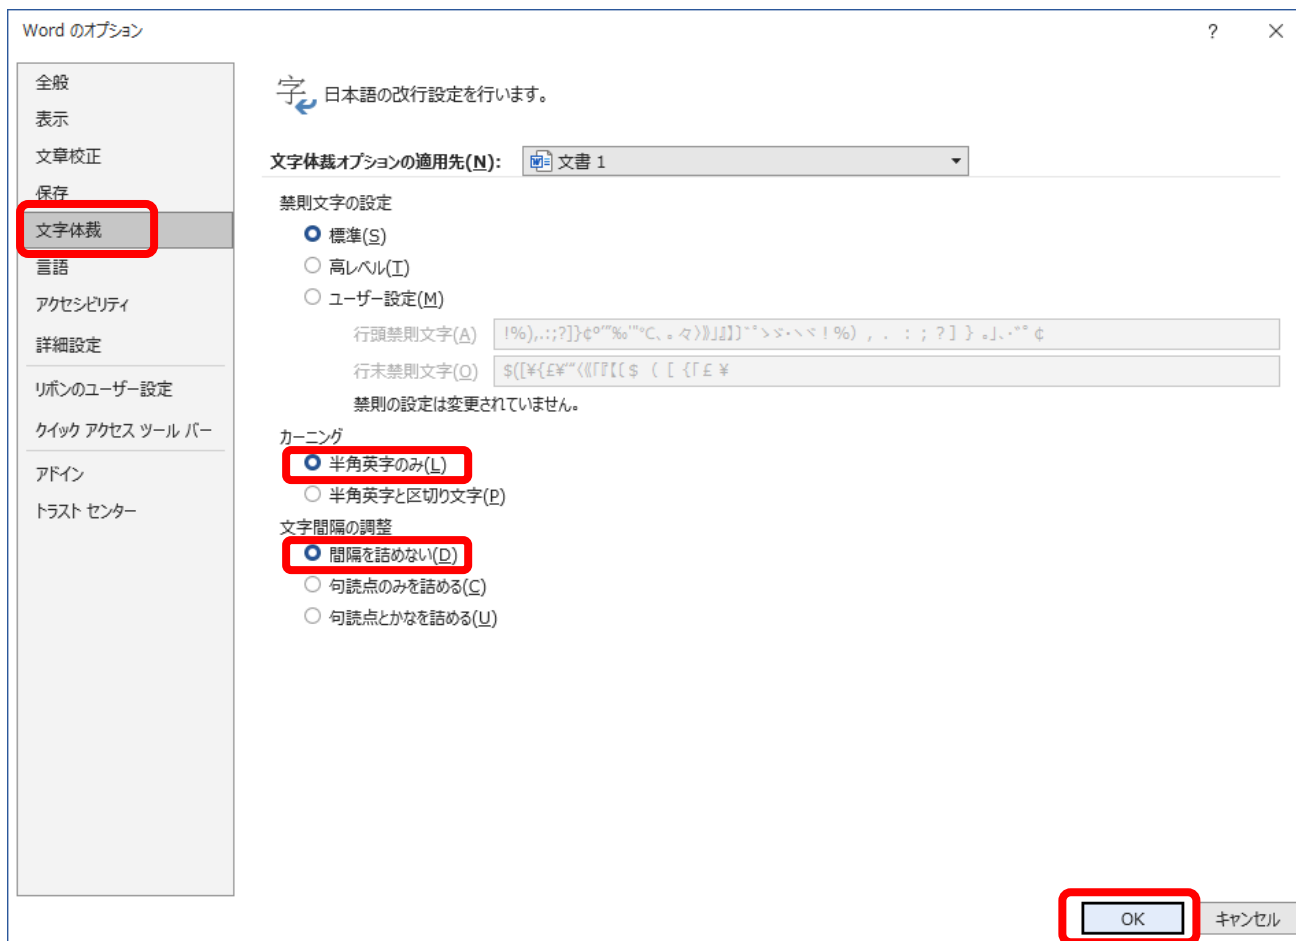 Word のオプション
?
全般
表示
文章校正
保存
文字体裁
言語
アクセシビリティ
詳細設定
リボンのユーザー設定
クイック アクセス ツール バー
アドイン
トラスト センター
字 日本語の改行設定を行います。
文字体裁オプションの適用先(N): 文書 1
禁則文字の設定
標準(S)
高レベル(T)
ユーザー設定(M)
行頭禁則文字(A)
行末禁則文字(O)
禁則の設定は変更されていません。
カーニング
半角英字のみ(L)
半角英字と区切り文字(P)
文字間隔の調整
間隔を詰めない(D)
句読点のみを詰める(C)
句読点とかなを詰める(U)
OK キャンセル